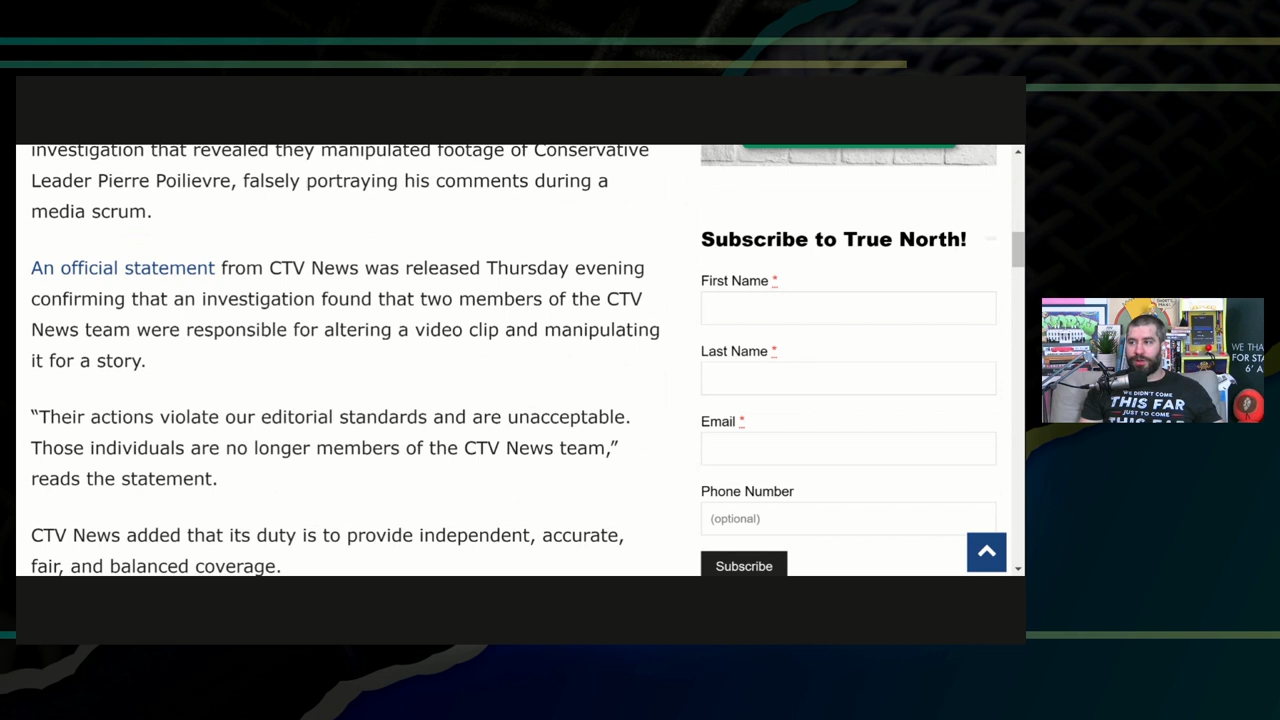 investigation that revealed they manipulated footage of Conservative
Leader Pierre Poilievre, falsely portraying his comments during a
media scrum.
An official statement from CTV News was released Thursday evening
confirming that an investigation found that two members of the CTV
News team were responsible for altering a video clip and manipulating
it for a story.
“Their actions violate our editorial standards and are unacceptable.
Those individuals are no longer members of the CTV News team,”
reads the statement.
CTV News added that its duty is to provide independent, accurate,
fair, and balanced coverage.
Subscribe to True North!
First Name *
Last Name *
Email *
Phone Number
(optional)
Subscribe
WE THA
FOR STA
6' A
WE DIDN'T COME
THIS FAR
JUST TO COME
THIS FAR